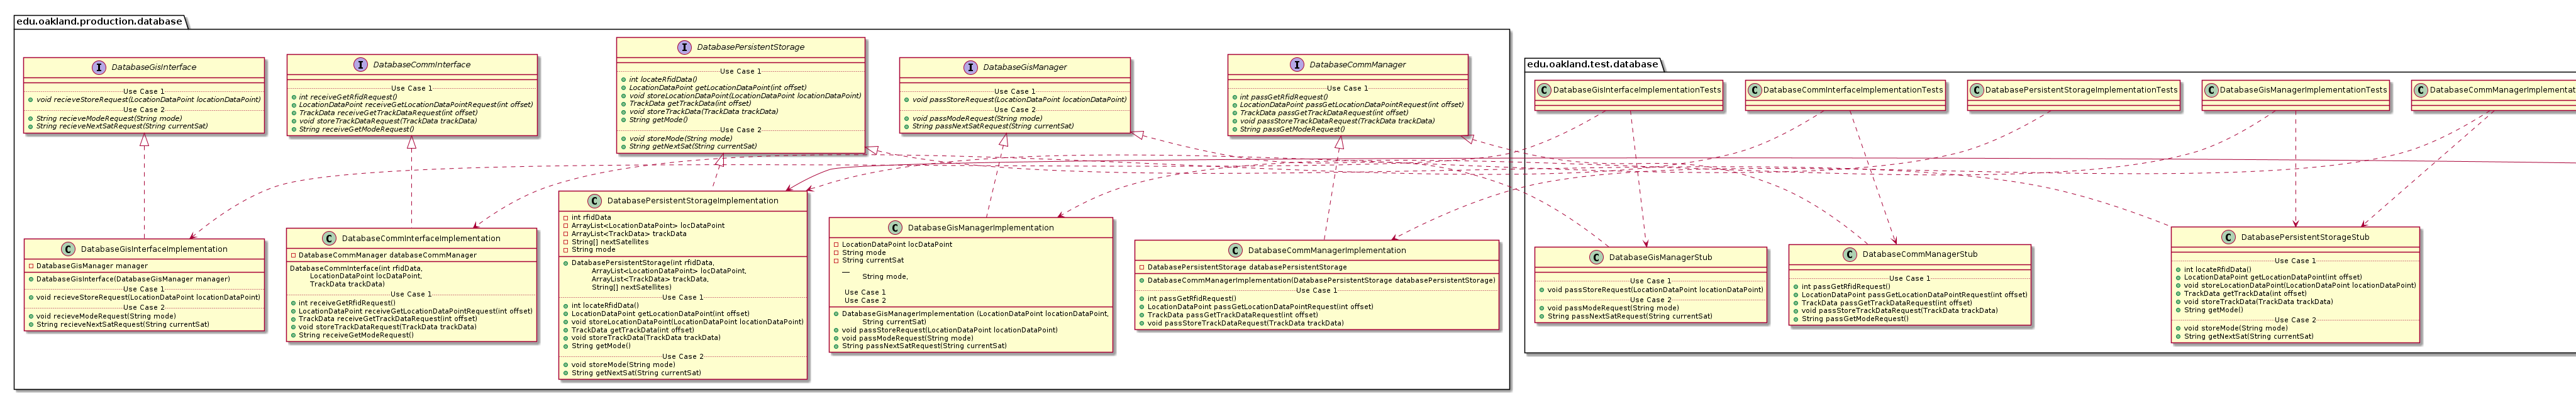 edu.oakland.production.database
I DatabaseGisInterface
Use Case 1
void recieveStoreRequest(LocationDataPoint locationDataPoint)
Use Case 2
String recieveModeRequest(String mode)
String recieveNextSatRequest(String currentSat)
I DatabaseCommInterface
Use Case 1
int receiveGetRfidRequest()
LocationDataPoint receiveGetLocationDataPointRequest(int offset)
TrackData receiveGetTrackDataRequest(int offset)
void storeTrackDataRequest(TrackData trackData)
String receiveGetModeRequest()
I DatabasePersistentStorage
Use Case 1
int locateRfidData()
LocationDataPoint getLocationDataPoint(int offset)
void storeLocationDataPoint(LocationDataPoint locationDataPoint)
TrackData getTrackData(int offset)
void storeTrackData(TrackData trackData)
String getMode()
Use Case 2
void storeMode(String mode)
String getNextSat(String currentSat)
I DatabaseGisManager
Use Case 1
void passStoreRequest(LocationDataPoint locationDataPoint)
Use Case 2
void passModeRequest(String mode)
String passNextSatRequest(String currentSat)
I DatabaseCommManager
Use Case 1
int passGetRfidRequest()
LocationDataPoint passGetLocationDataPointRequest(int offset)
TrackData passGetTrackDataRequest(int offset)
void passStoreTrackDataRequest(TrackData trackData)
String passGetModeRequest()
C DatabaseGisInterfaceImplementation
DatabaseGisManager manager
DatabaseGisInterface(DatabaseGisManager manager)
Use Case 1
void recieveStoreRequest(LocationDataPoint locationDataPoint)
Use Case 2
void recieveModeRequest(String mode)
String recieveNextSatRequest(String currentSat)
C DatabaseCommInterfaceImplementation
DatabaseCommManager databaseCommManager
DatabaseCommInterface(int rfidData,
LocationDataPoint locDataPoint,
TrackData trackData)
Use Case 1
int receiveGetRfidRequest()
LocationDataPoint receiveGetLocationDataPointRequest(int offset)
TrackData receiveGetTrackDataRequest(int offset)
void storeTrackDataRequest(TrackData trackData)
String receiveGetModeRequest()
C DatabasePersistentStorageImplementation
int rfidData
ArrayList<LocationDataPoint> locDataPoint
ArrayList<TrackData> trackData
String[] nextSatellites
String mode
DatabasePersistentStorage(int rfidData,
ArrayList<LocationDataPoint> locDataPoint,
ArrayList<TrackData> trackData,
String[] nextSatellites)
Use Case 1
int locateRfidData()
LocationDataPoint getLocationDataPoint(int offset)
void storeLocationDataPoint(LocationDataPoint locationDataPoint)
TrackData getTrackData(int offset)
void storeTrackData(TrackData trackData)
String getMode()
Use Case 2
void storeMode(String mode)
String getNextSat(String currentSat)
C DatabaseGisManagerImplementation
LocationDataPoint locDataPoint
String mode
String currentSat
—
String mode,
Use Case 1
Use Case 2
DatabaseGisManagerImplementation (LocationDataPoint locationDataPoint,
String currentSat)
void passStoreRequest(LocationDataPoint locationDataPoint)
void passModeRequest(String mode)
String passNextSatRequest(String currentSat)
C DatabaseCommManagerImplementation
DatabasePersistentStorage databasePersistentStorage
DatabaseCommManagerImplementation(DatabasePersistentStorage databasePersistentStorage)
Use Case 1
int passGetRfidRequest()
LocationDataPoint passGetLocationDataPointRequest(int offset)
TrackData passGetTrackDataRequest(int offset)
void passStoreTrackDataRequest(TrackData trackData)
edu.oakland.test.database
C DatabaseGisInterfaceImplementationTests
C DatabaseCommInterfaceImplementationTests
C DatabasePersistentStorageImplementationTests
C DatabaseGisManagerImplementationTests
C DatabaseCommManagerImplementat
C DatabaseGisManagerStub
Use Case 1
void passStoreRequest(LocationDataPoint locationDataPoint)
Use Case 2
void passModeRequest(String mode)
String passNextSatRequest(String currentSat)
C DatabaseCommManagerStub
Use Case 1
int passGetRfidRequest()
LocationDataPoint passGetLocationDataPointRequest(int offset)
TrackData passGetTrackDataRequest(int offset)
void passStoreTrackDataRequest(TrackData trackData)
String passGetModeRequest()
C DatabasePersistentStorageStub
Use Case 1
int locateRfidData()
LocationDataPoint getLocationDataPoint(int offset)
void storeLocationDataPoint(LocationDataPoint locationDataPoint)
TrackData getTrackData(int offset)
void storeTrackData(TrackData trackData)
String getMode()
Use Case 2
void storeMode(String mode)
String getNextSat(String currentSat)